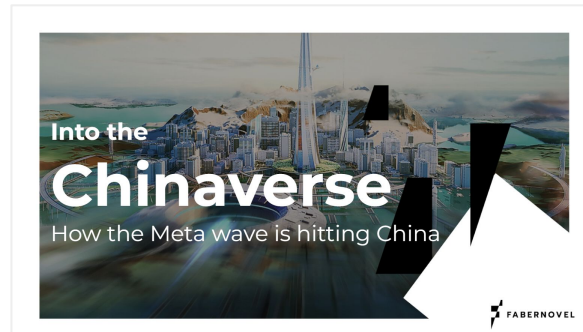 Into the
Chinaverse
How the Meta wave is hitting China
FABERNOVEL